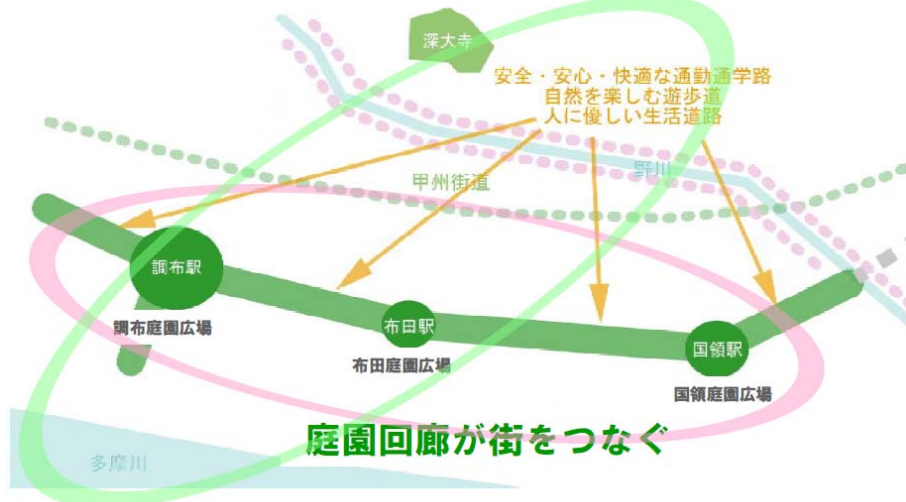 深大寺
安全・安心・快適な通勤通学路
自然を楽しむ遊歩道
人に優しい生活道路
野川
甲州街道
調布駅
調布庭園広場
布田駅
布田庭園広場
国領駅
国領庭園広場
庭園回廊が街をつなぐ
多摩川